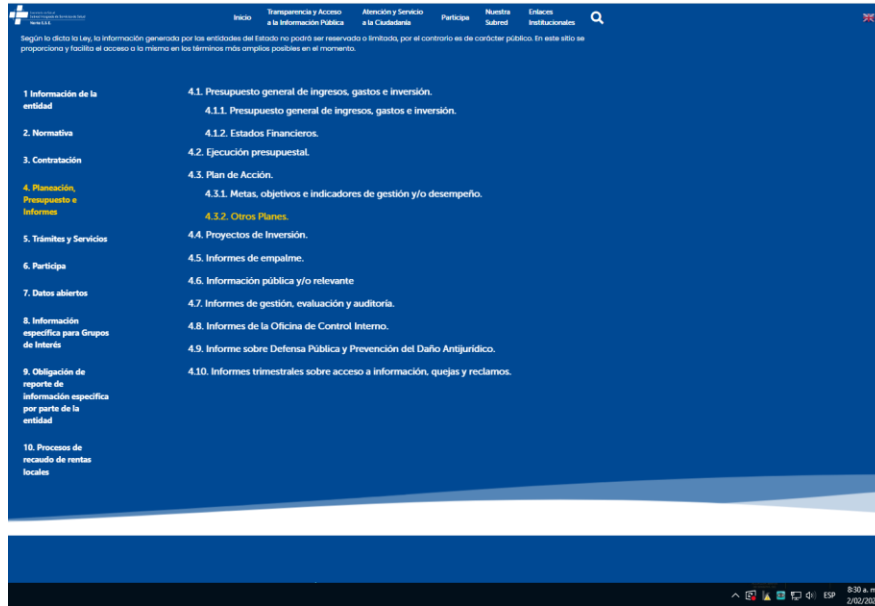 Inicio
Transparencia y Acceso
a la Información Pública
Atención y Servicio
a la Ciudadanía
Participa
Nuestra
Subred
Enlaces
Institucionales
Según lo dicta la Ley, la información generada por las entidades del Estado no podrá ser reservada o limitada, por el contrario es de carácter público. En este sitio se
proporciona y facilita el acceso a la misma en los términos más amplios posibles en el momento.
1 Información de la
entidad
2. Normativa
3. Contratación
4. Planeación,
Presupuesto e
Informes
5. Trámites y Servicios
6. Participa
7. Datos abiertos
8. Información
específica para Grupos
de Interés
9. Obligación de
reporte de
información específica
por parte de la
entidad
10. Procesos de
recaudo de rentas
locales
4.1. Presupuesto general de ingresos, gastos e inversión.
4.1.1. Presupuesto general de ingresos, gastos e inversión.
4.1.2. Estados Financieros.
4.2. Ejecución presupuestal.
4.3. Plan de Acción.
4.3.1. Metas, objetivos e indicadores de gestión y/o desempeño.
4.3.2. Otros Planes.
4.4. Proyectos de Inversión.
4.5. Informes de empalme.
4.6. Información pública y/o relevante
4.7. Informes de gestión, evaluación y auditoría.
4.8. Informes de la Oficina de Control Interno.
4.9. Informe sobre Defensa Pública y Prevención del Daño Antijurídico.
4.10. Informes trimestrales sobre acceso a información, quejas y reclamos.
ESP
8:30 a. m
2/02/202